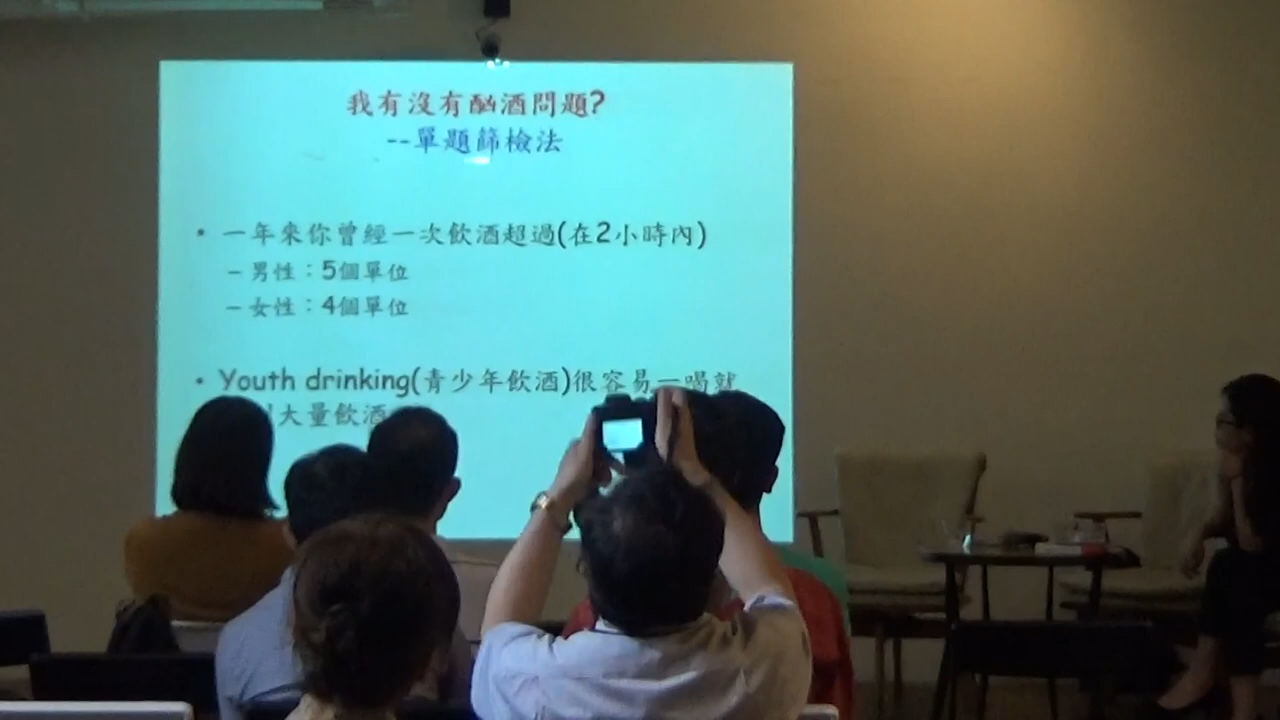 我有沒有酗酒問題?
--單題篩檢法
• 一年來你曾經一次飲酒超過(在2小時內)
– 男性：5個單位
– 女性：4個單位
• Youth drinking(青少年飲酒)很容易一喝就
大量飲酒